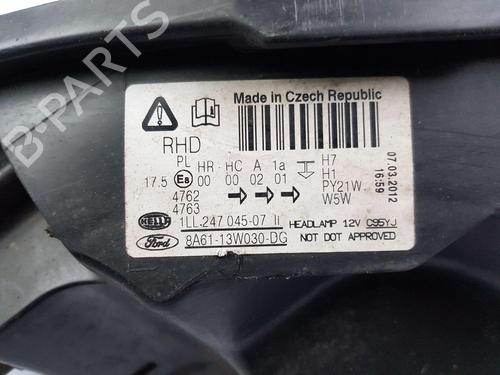 B-PARTS
Made in Czech Republic
RHD
PL HR HC A 1a H7
17.5 E8 00 00 02 01 H1
PY21W
4762 W5W
4763
07.03.2012
16:59
HELLA 1LL.247 045-07 II HEADLAMP 12V C95YJ
Ford 8A61-13W030-DG NOT DOT APPROVED